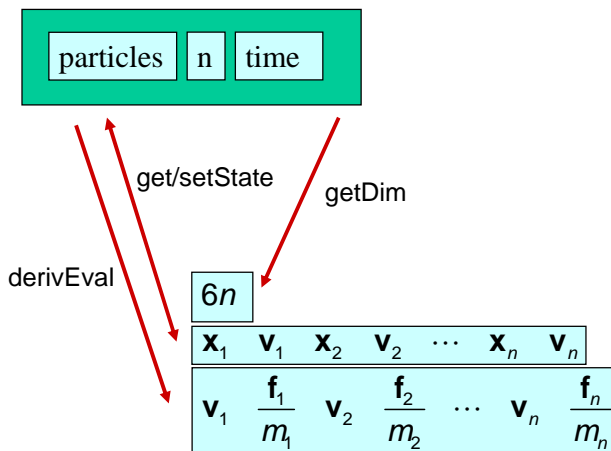 particles n time
get/setState
getDim
derivEval
6n
x₁ v₁ x₂ v₂ ⋯ xₙ vₙ
v₁ f₁/m₁ v₂ f₂/m₂ ⋯ vₙ fₙ/mₙ